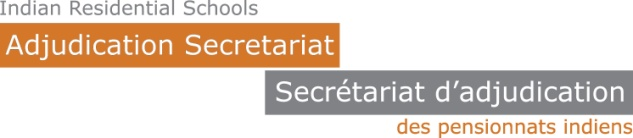 Indian Residential Schools
Adjudication Secretariat
Secrétariat d'adjudication
des pensionnats indiens